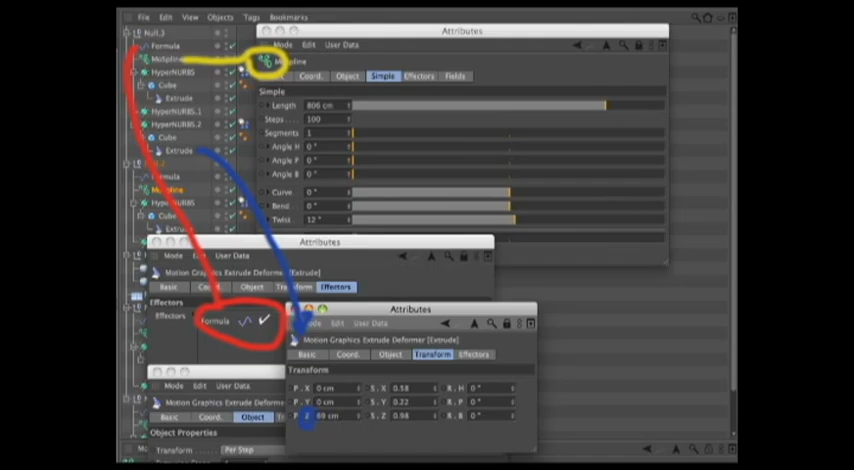 File Edit View Objects Tags Bookmarks
Null.3
Formula
MoSpline
HyperNURBS
Cube
Extrude
HyperNURBS.1
HyperNURBS.2
Cube
Extrude
Formula
MoSpline
HyperNURBS
Cube
Extrude
Attributes
Mode Edit User Data
Coord. Object Simple Effectors Fields
Simple
Length 806 cm
Steps . . . . 100
Segments 1
Angle H 0°
Angle P 0°
Angle B 0°
Curve . . 0°
Bend . . 0°
Twist . . 12°
Attributes
Mode User Data
Motion Graphics Extrude Deformer [Extrude]
Basic Object Effectors
Effectors
Effectors Formula
Attributes
Edit User Data
Motion Graphics Extrude Deformer [Extrude]
Basic Coord. Object Transform Effectors
Transform
P . X 0 cm S . X 0.58 R . H 0°
P . Y 0 cm S . Y 0.22 R . P 0°
P Z 69 cm S . Z 0.98 R . B 0°
Mode Edit User Data
Motion Graphics Extrude Deformer
Basic Coord. Object
Object Properties
Transform . . . Per Step